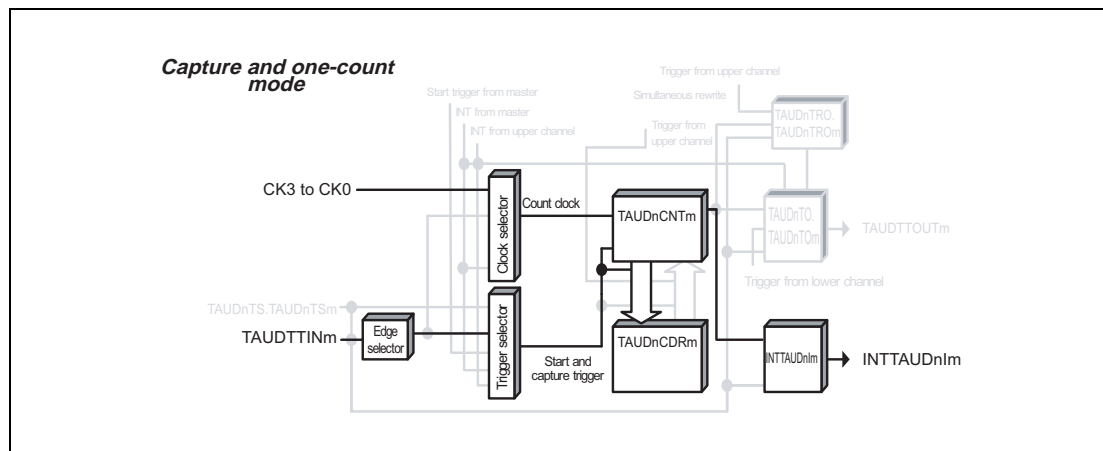 Capture and one-count
mode
Trigger from upper channel
Start trigger from master
Simultaneous rewrite
INT from master
INT from upper channel
Trigger from
upper channel
TAUDnTRO.
TAUDnTROm
CK3 to CK0
Clock selector
Count clock
TAUDnCNTm
TAUDnTO.
TAUDnTOm
TAUDTTOUTm
Trigger from lower channel
TAUDnTS.TAUDnTSm
TAUDTTINm
Edge
selector
Trigger selector
Start and
capture trigger
TAUDnCDRm
INTTAUDnIm
INTTAUDnIm